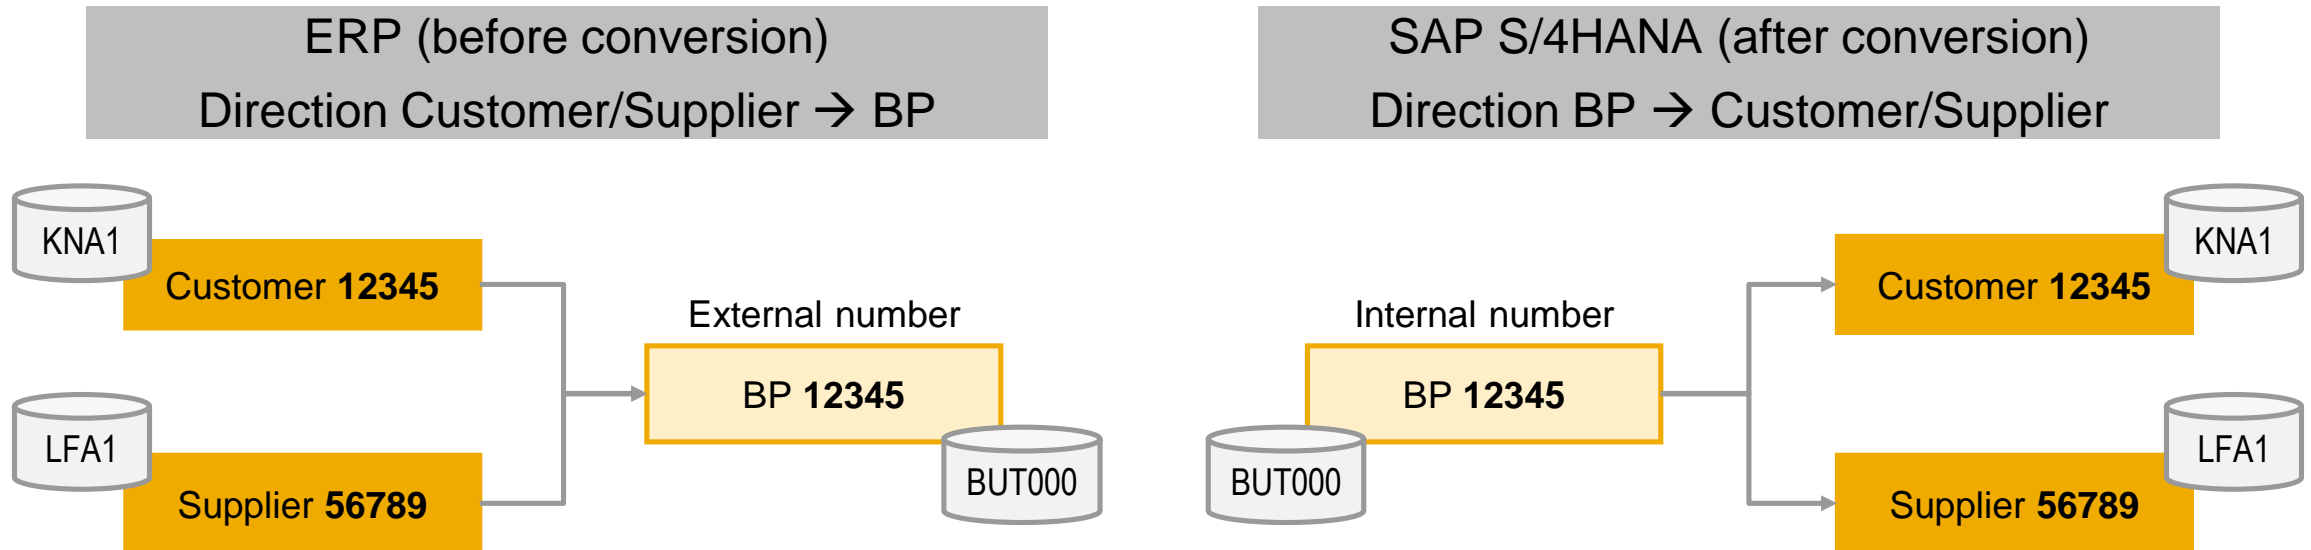 ERP (before conversion)
Direction Customer/Supplier → BP
KNA1
Customer 12345
External number
BP 12345
LFA1
Supplier 56789
BUT000
SAP S/4HANA (after conversion)
Direction BP → Customer/Supplier
KNA1
Customer 12345
Internal number
BP 12345
BUT000
LFA1
Supplier 56789